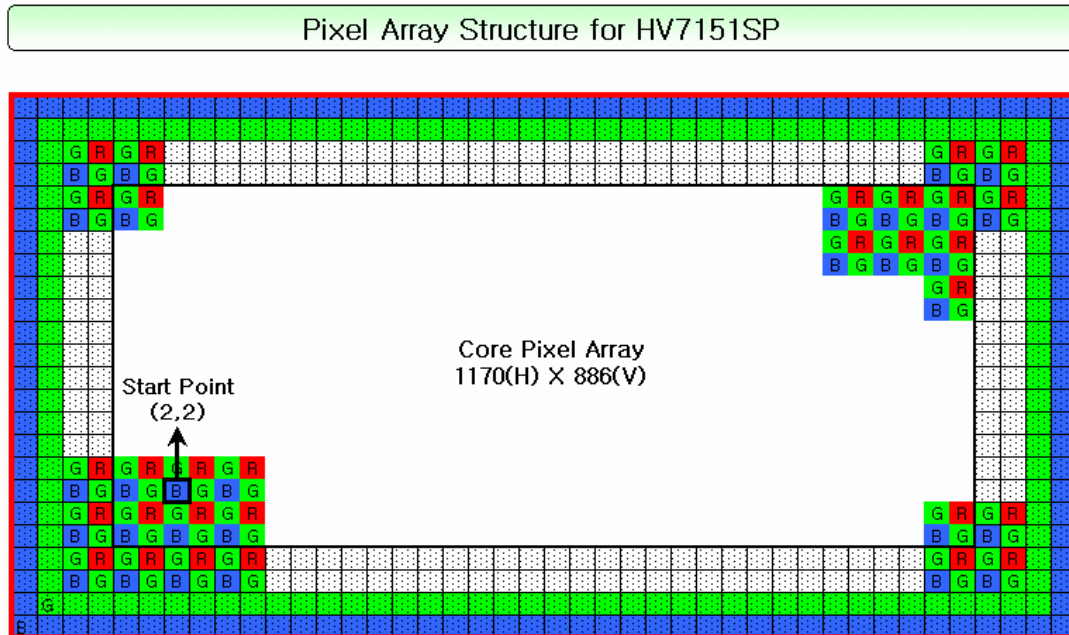 Pixel Array Structure for HV7151SP
G R G R G R G R
B G B G B G B G
G R G R G R G R G R G R
B G B G B G B G B G B G
G R G R G R
B G B G B G
G R
B G
Core Pixel Array
1170(H) X 886(V)
Start Point
(2,2)
G R G R G R G R
B G B G B G B G
G R G R G R G R G R G R
B G B G B G B G B G B G
G R G R G R G R G R G R
B G B G B G B G B G B G
G
B